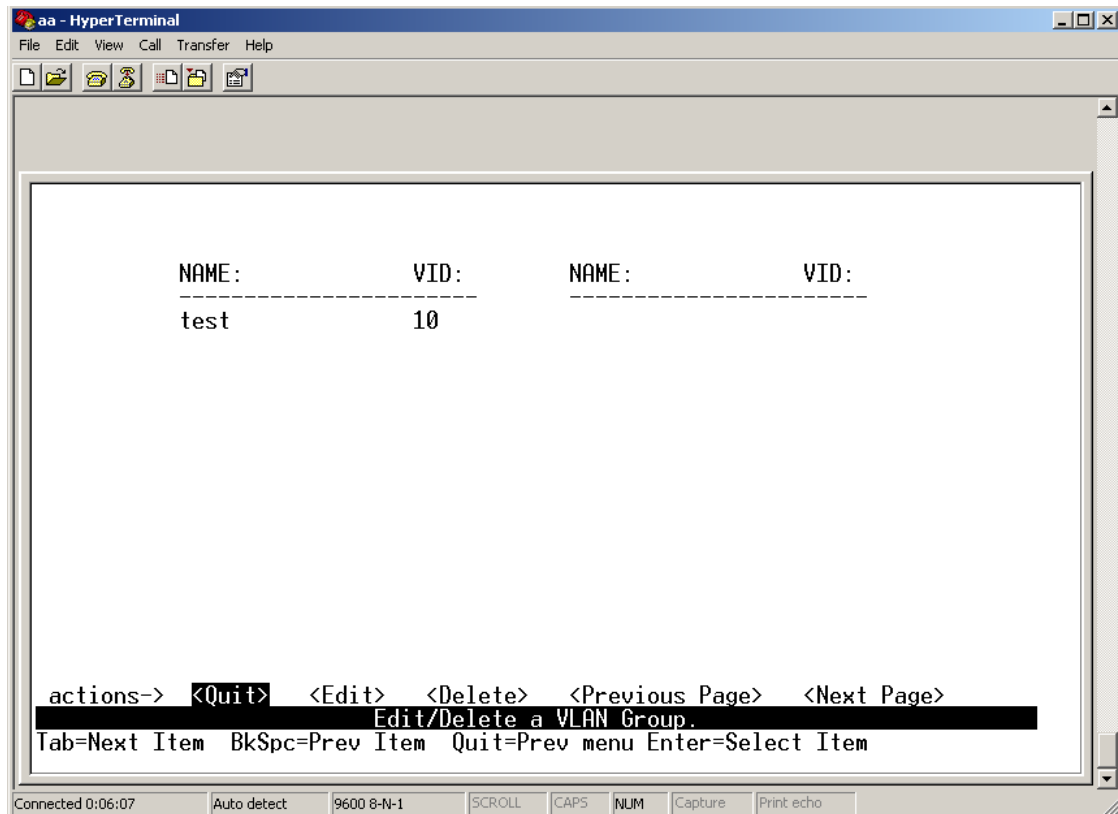 aa - HyperTerminal
File Edit View Call Transfer Help
NAME: VID: NAME: VID:
----------------------- -----------------------
test 10
actions-> <Quit> <Edit> <Delete> <Previous Page> <Next Page>
Edit/Delete a VLAN Group.
Tab=Next Item BkSpc=Prev Item Quit=Prev menu Enter=Select Item
Connected 0:06:07 Auto detect 9600 8-N-1 SCROLL CAPS NUM Capture Print echo